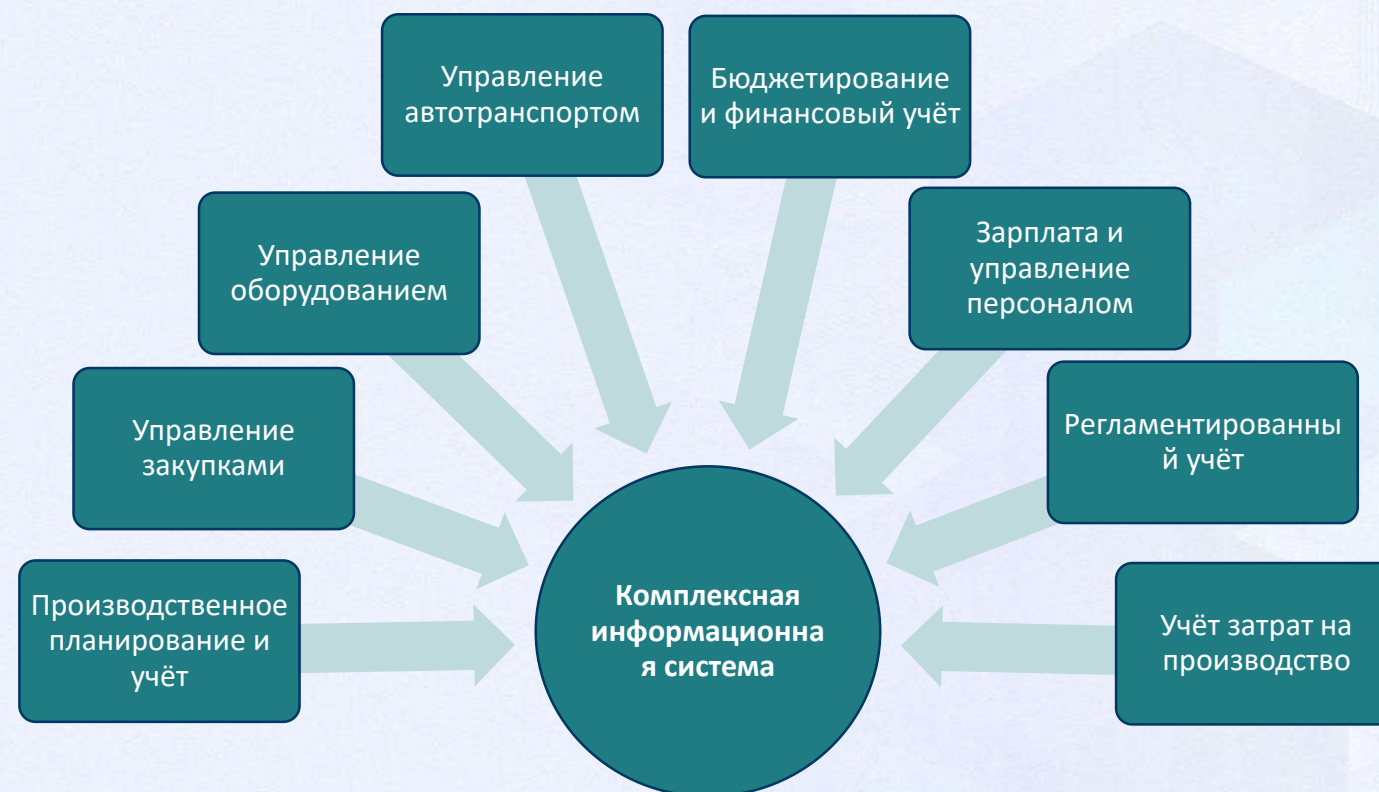 Управление
автотранспортом
Бюджетирование
и финансовый учёт
Управление
оборудованием
Зарплата и
управление
персоналом
Управление
закупками
Регламентированны
й учёт
Производственное
планирование и
учёт
Комплексная
информационна
я система
Учёт затрат на
производство